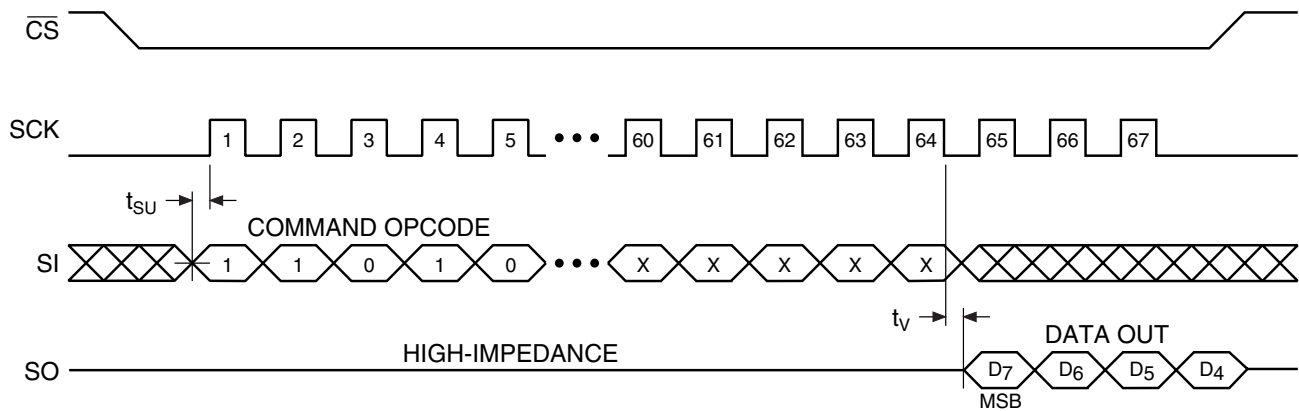 CS
SCK 1 2 3 4 5 ••• 60 61 62 63 64 65 66 67
tSU
COMMAND OPCODE
SI 1 1 0 1 0 ••• X X X X X
tV
HIGH-IMPEDANCE
DATA OUT
SO D7 D6 D5 D4
MSB